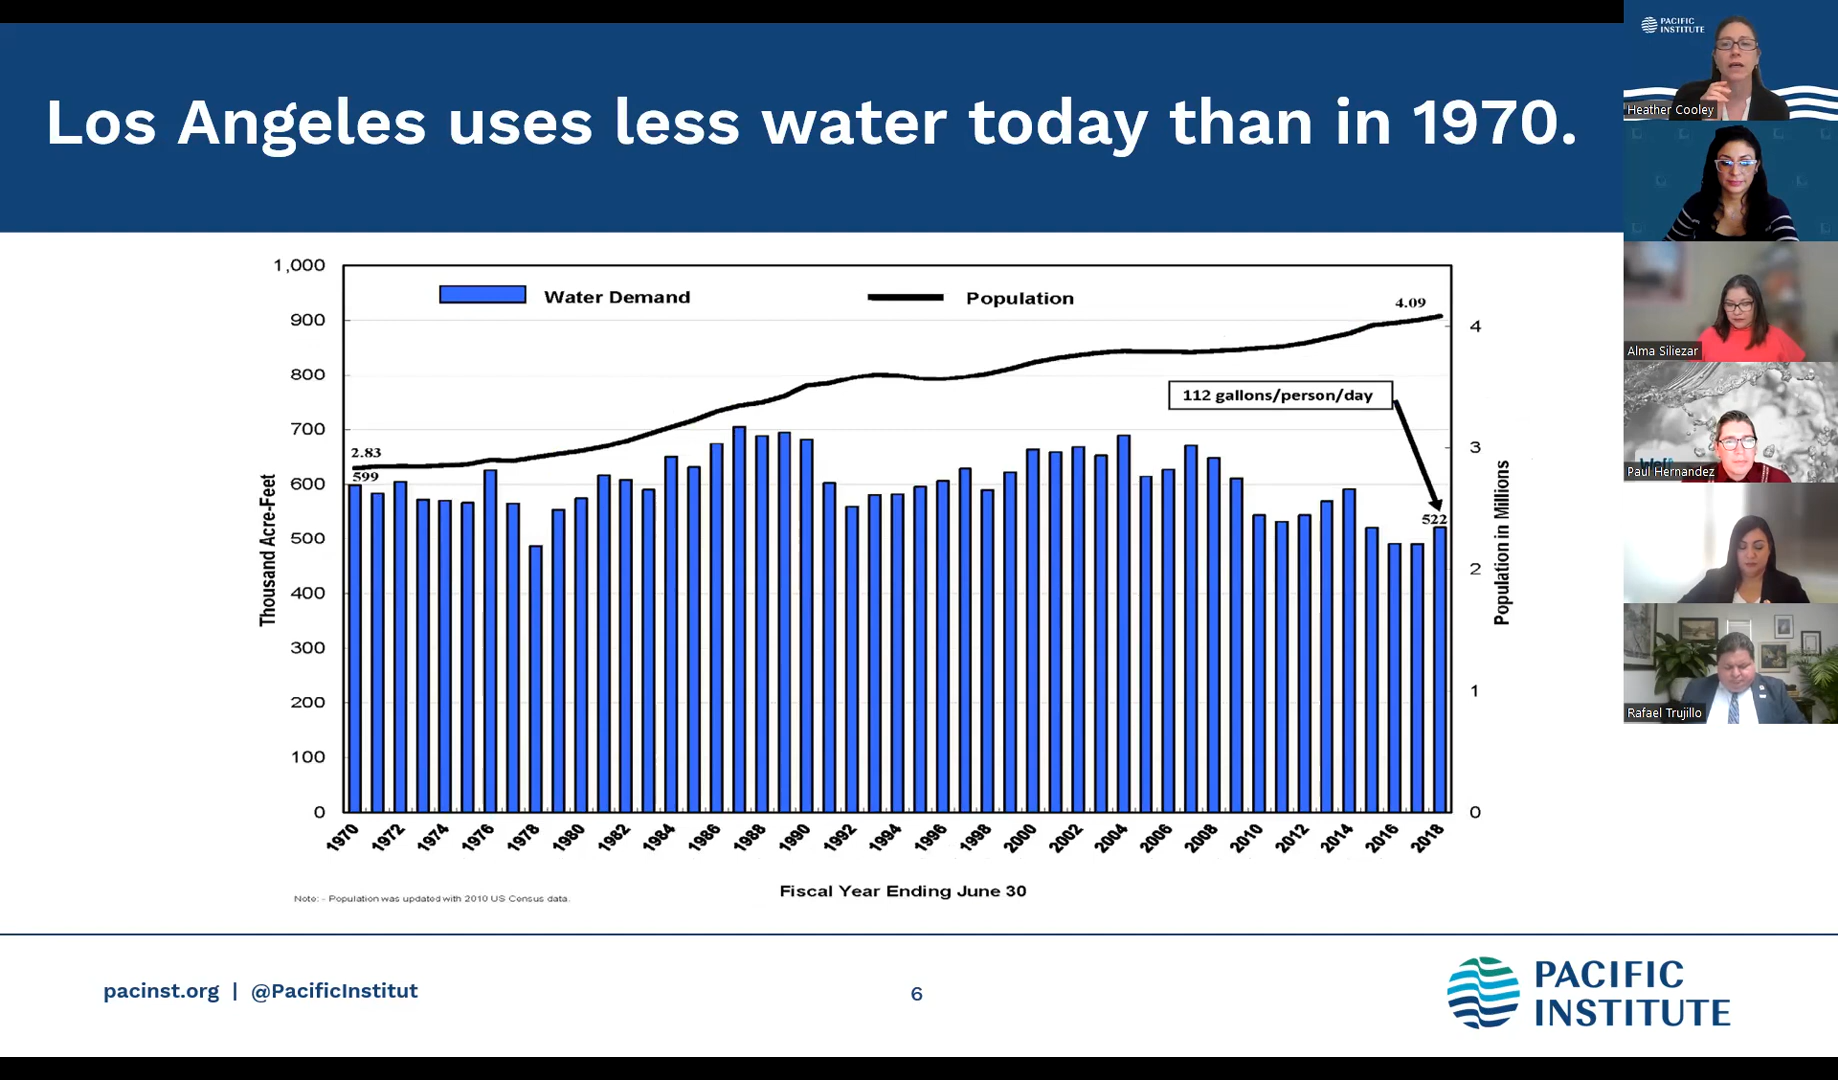 Los Angeles uses less water today than in 1970.
Water Demand
Population
1,000
900
800
700
600
500
400
300
200
100
0
Thousand Acre-Feet
2.83
599
4.09
112 gallons/person/day
522
4
3
2
1
0
Population in Millions
1970 1972 1974 1976 1978 1980 1982 1984 1986 1988 1990 1992 1994 1996 1998 2000 2002 2004 2006 2008 2010 2012 2014 2016 2018
Fiscal Year Ending June 30
Note: - Population was updated with 2010 US Census data.
pacinst.org | @PacificInstitut
6
PACIFIC
INSTITUTE
PACIFIC
INSTITUTE
Heather Cooley
Alma Siliezar
Paul Hernandez
Rafael Trujillo